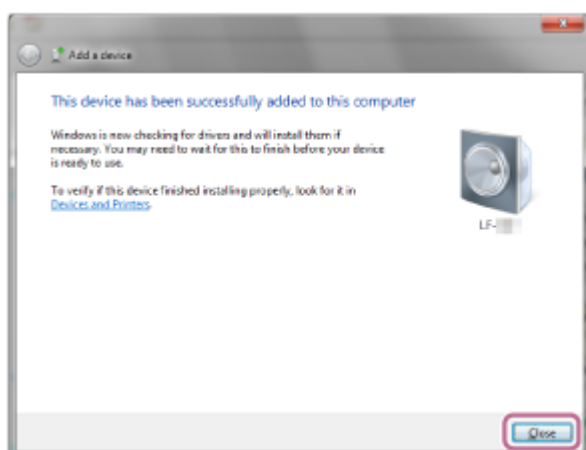 Add a device
This device has been successfully added to this computer
Windows is now checking for drivers and will install them if
necessary. You may need to wait for this to finish before your device
is ready to use.
To verify if this device finished installing properly, look for it in
Devices and Printers.
LF-
Close